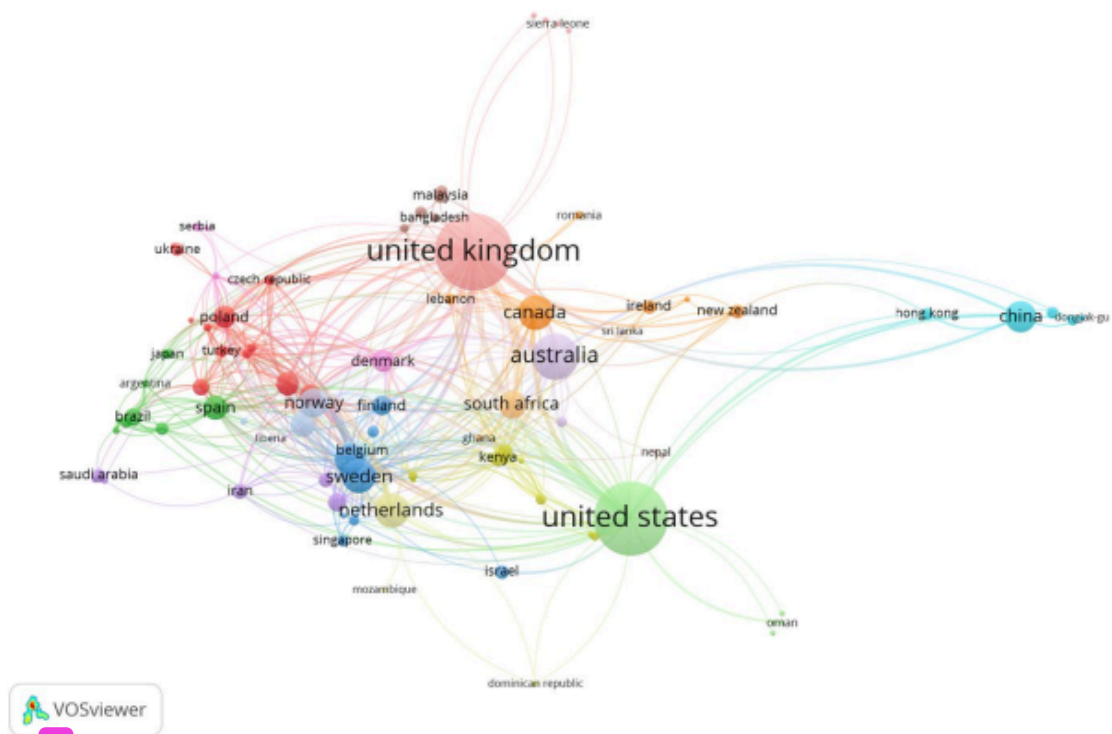 sierra leone
malaysia
bangladesh
romania
serbia
ukraine
united kingdom
czech republic
lebanon
canada
ireland
new zealand
hong kong
china
dongjak-gu
poland
sri lanka
japan
turkey
denmark
australia
argentina
norway
finland
south africa
brazil
spain
liberia
ghana
belgium
kenya
nepal
saudi arabia
iran
sweden
netherlands
united states
singapore
israel
mozambique
oman
dominican republic
VOSviewer